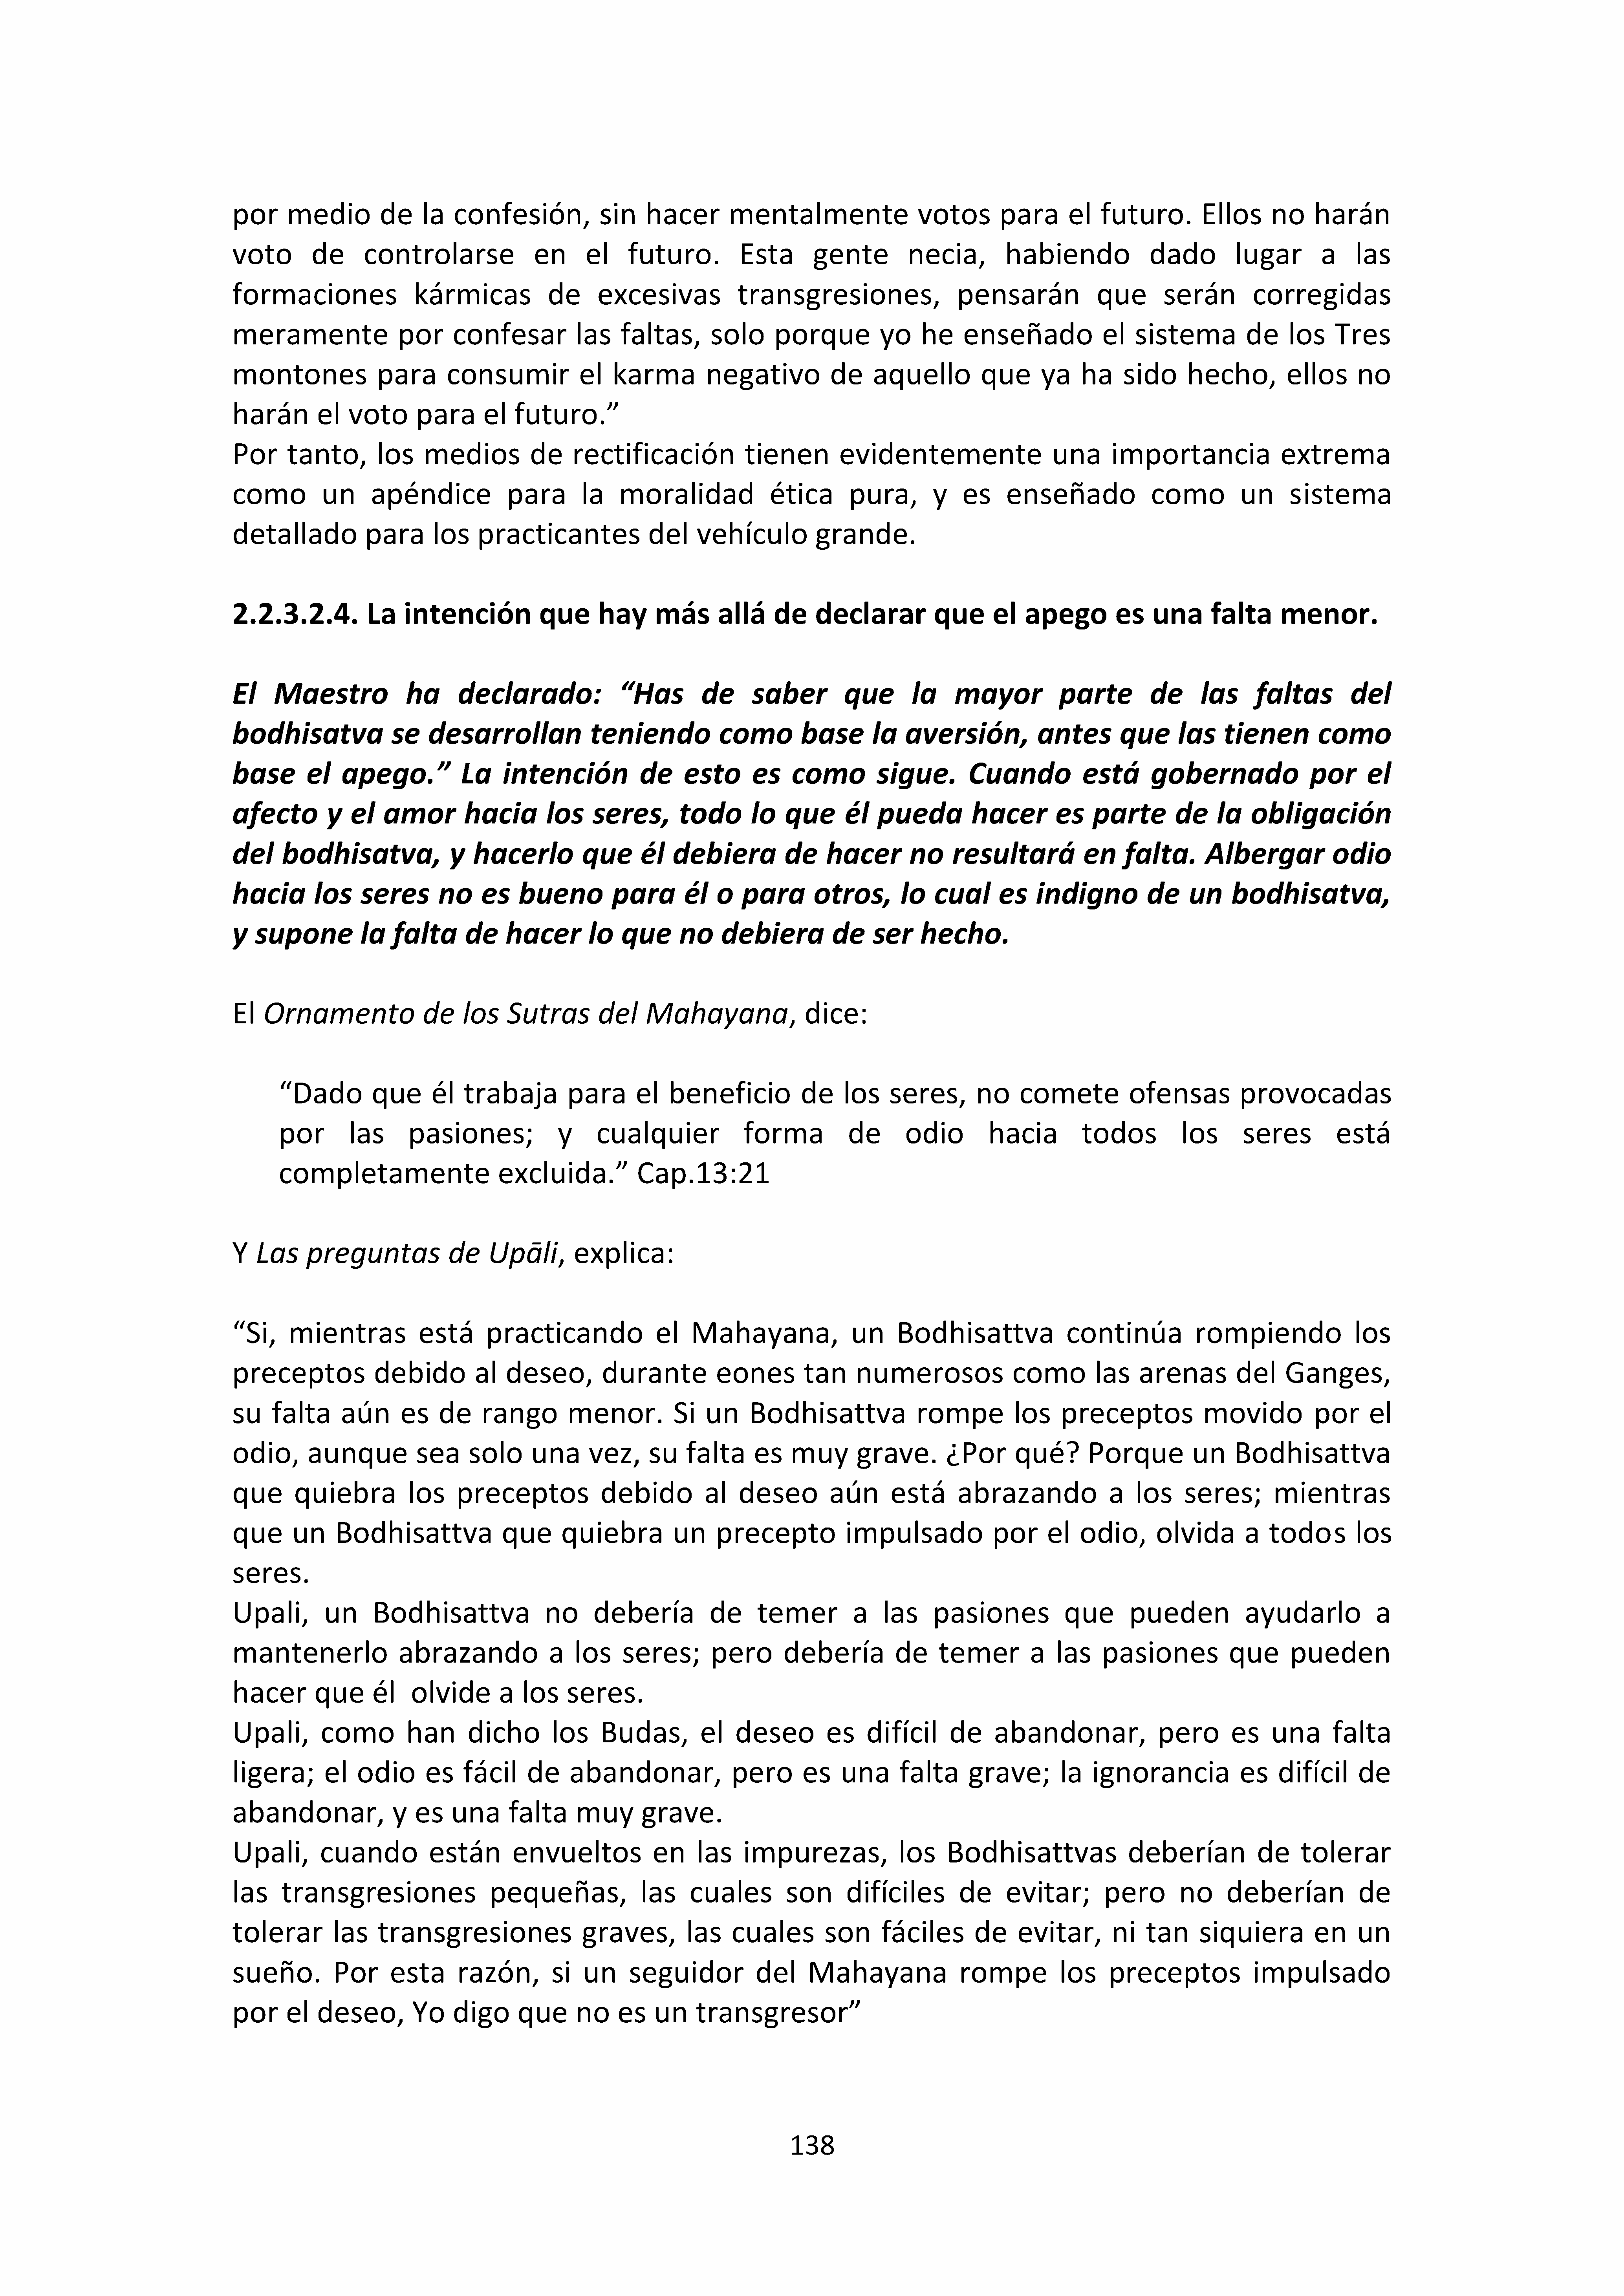 por medio de la confesión, sin hacer mentalmente votos para el futuro. Ellos no harán
voto de controlarse en el futuro. Esta gente necia, habiendo dado lugar a las
formaciones kármicas de excesivas transgresiones, pensarán que serán corregidas
meramente por confesar las faltas, solo porque yo he enseñado el sistema de los Tres
montones para consumir el karma negativo de aquello que ya ha sido hecho, ellos no
harán el voto para el futuro.”
Por tanto, los medios de rectificación tienen evidentemente una importancia extrema
como un apéndice para la moralidad ética pura, y es enseñado como un sistema
detallado para los practicantes del vehículo grande.
2.2.3.2.4. La intención que hay más allá de declarar que el apego es una falta menor.
El Maestro ha declarado: “Has de saber que la mayor parte de las faltas del
bodhisatva se desarrollan teniendo como base la aversión, antes que las tienen como
base el apego.” La intención de esto es como sigue. Cuando está gobernado por el
afecto y el amor hacia los seres, todo lo que él pueda hacer es parte de la obligación
del bodhisatva, y hacerlo que él debiera de hacer no resultará en falta. Albergar odio
hacia los seres no es bueno para él o para otros, lo cual es indigno de un bodhisatva,
y supone la falta de hacer lo que no debiera de ser hecho.
El Ornamento de los Sutras del Mahayana, dice:
“Dado que él trabaja para el beneficio de los seres, no comete ofensas provocadas
por las pasiones; y cualquier forma de odio hacia todos los seres está
completamente excluida.” Cap.13:21
Y Las preguntas de Upāli, explica:
“Si, mientras está practicando el Mahayana, un Bodhisattva continúa rompiendo los
preceptos debido al deseo, durante eones tan numerosos como las arenas del Ganges,
su falta aún es de rango menor. Si un Bodhisattva rompe los preceptos movido por el
odio, aunque sea solo una vez, su falta es muy grave. ¿Por qué? Porque un Bodhisattva
que quiebra los preceptos debido al deseo aún está abrazando a los seres; mientras
que un Bodhisattva que quiebra un precepto impulsado por el odio, olvida a todos los
seres.
Upali, un Bodhisattva no debería de temer a las pasiones que pueden ayudarlo a
mantenerlo abrazando a los seres; pero debería de temer a las pasiones que pueden
hacer que él  olvide a los seres.
Upali, como han dicho los Budas, el deseo es difícil de abandonar, pero es una falta
ligera; el odio es fácil de abandonar, pero es una falta grave; la ignorancia es difícil de
abandonar, y es una falta muy grave.
Upali, cuando están envueltos en las impurezas, los Bodhisattvas deberían de tolerar
las transgresiones pequeñas, las cuales son difíciles de evitar; pero no deberían de
tolerar las transgresiones graves, las cuales son fáciles de evitar, ni tan siquiera en un
sueño. Por esta razón, si un seguidor del Mahayana rompe los preceptos impulsado
por el deseo, Yo digo que no es un transgresor”
138